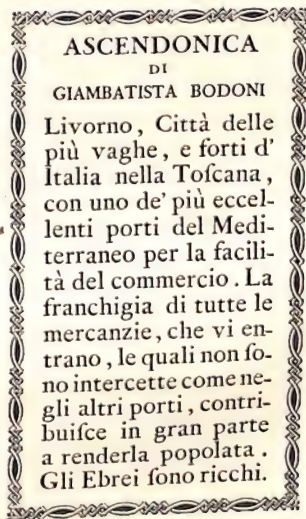 ASCENDONICA
DI
GIAMBATISTA BODONI
Livorno, Città delle
più vaghe, e forti d'
Italia nella Toſcana,
con uno de' più eccel-
lenti porti del Medi-
terraneo per la facili-
tà del commercio. La
franchigia di tutte le
mercanzie, che vi en-
trano, le quali non ſo-
no intercette come ne-
gli altri porti, contri-
buiſce in gran parte
a renderla popolata.
Gli Ebrei ſono ricchi.